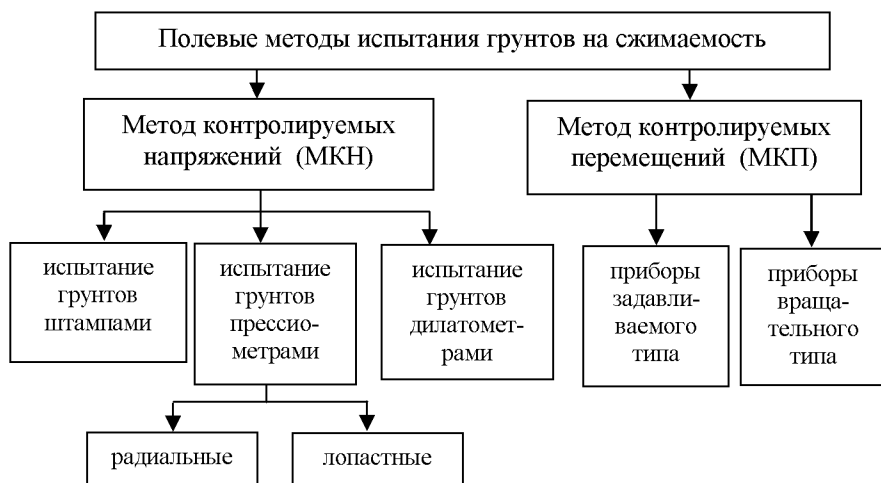 Полевые методы испытания грунтов на сжимаемость
Метод контролируемых
напряжений (МКН)
Метод контролируемых
перемещений (МКП)
испытание
грунтов
штампами
испытание
грунтов
прессио-
метрами
испытание
грунтов
дилатомет-
рами
приборы
задавли-
ваемого
типа
приборы
враща-
тельного
типа
радиальные
лопастные